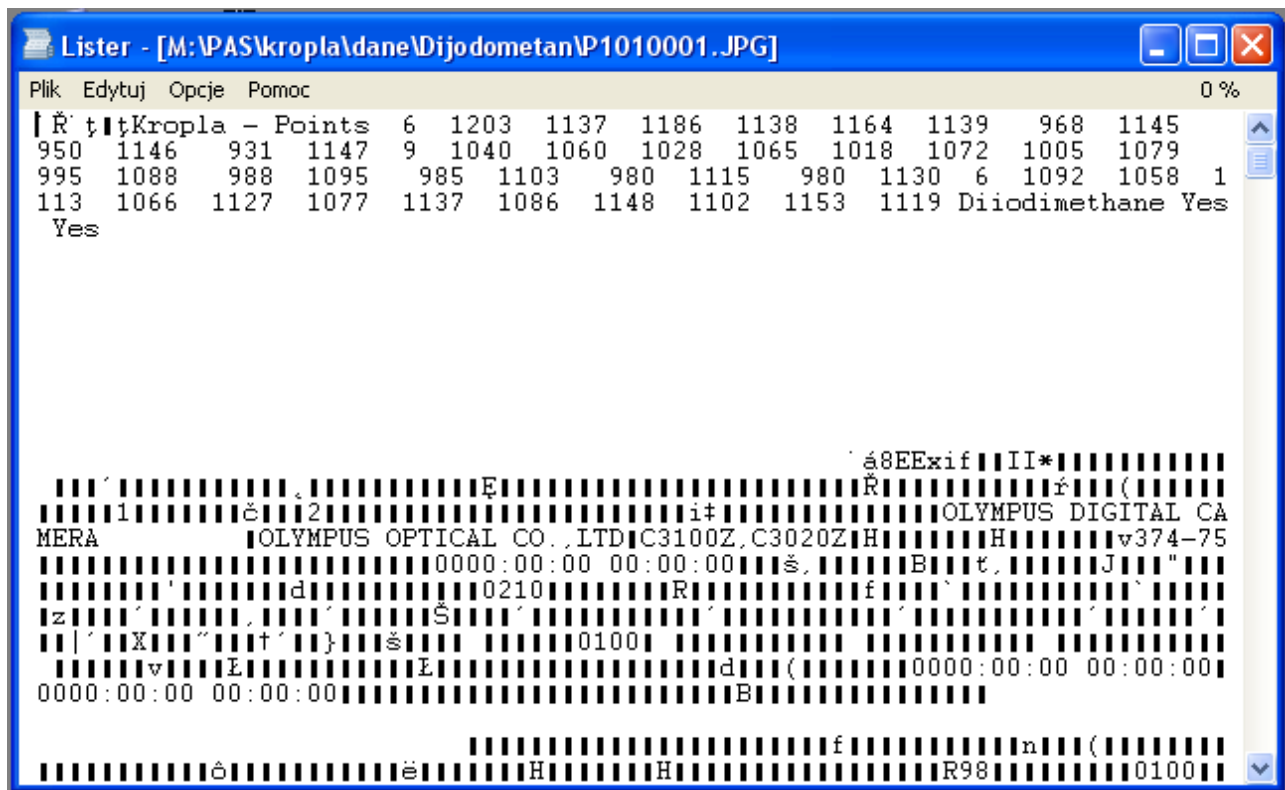 Lister - [M:\PAS\kropla\dane\Dijodometan\P1010001.JPG]
Plik Edytuj Opcje Pomoc 0 %
Kropla - Points 6 1203 1137 1186 1138 1164 1139 968 1145
950 1146 931 1147 9 1040 1060 1028 1065 1018 1072 1005 1079
995 1088 988 1095 985 1103 980 1115 980 1130 6 1092 1058 1
113 1066 1127 1077 1137 1086 1148 1102 1153 1119 Diiodimethane Yes
Yes
á8EExif II*
Ę Ř ŕ (
1 č 2 i‡ OLYMPUS DIGITAL CA
MERA OLYMPUS OPTICAL CO.,LTD C3100Z,C3020Z H H v374-75
0000:00:00 00:00:00 š, B ť, J "
' d 0210 R f `
z ´ , ´ Š ´ ´ ´ ´ ´
|´ X ˝ †´ } š 0100
v Ł Ł d ( 0000:00:00 00:00:00
0000:00:00 00:00:00 B
f n (
ô ë H H R98 0100